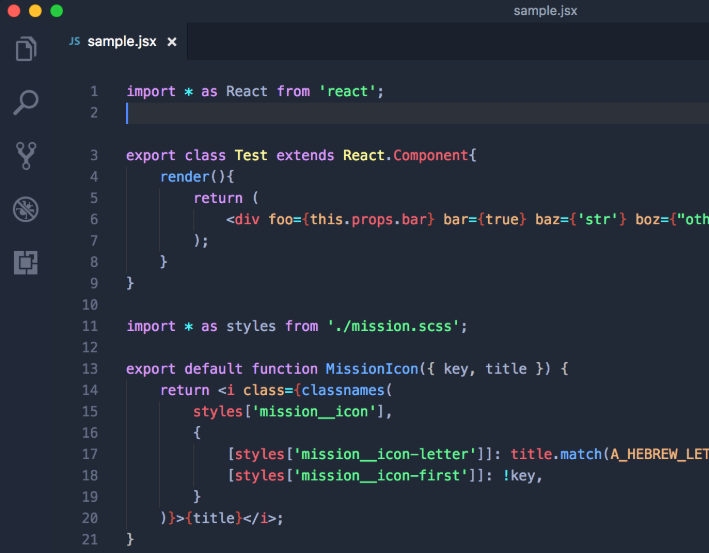 sample.jsx
JS sample.jsx ×
1 import * as React from 'react';
2
3 export class Test extends React.Component{
4 render(){
5 return (
6 <div foo={this.props.bar} bar={true} baz={'str'} boz={"oth
7 );
8 }
9 }
10
11 import * as styles from './mission.scss';
12
13 export default function MissionIcon({ key, title }) {
14 return <i class={classnames(
15 styles['mission__icon'],
16 {
17 [styles['mission__icon-letter']]: title.match(A_HEBREW_LET
18 [styles['mission__icon-first']]: !key,
19 }
20 )}>{title}</i>;
21 }